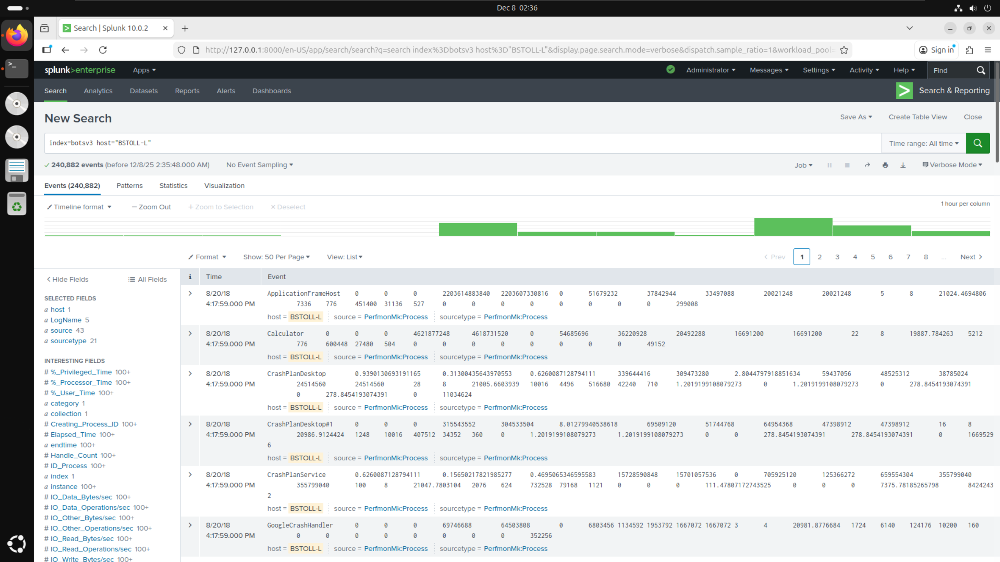 Dec 8 02:36
Search | Splunk 10.0.2
http://127.0.0.1:8000/en-US/app/search/search?q=search index%3Dbotsv3 host%3D"BSTOLL-L"&display.page.search.mode=verbose&dispatch.sample_ratio=1&workload_pool=
Sign in
splunk>enterprise Apps Administrator Messages Settings Activity Help Find
Search Analytics Datasets Reports Alerts Dashboards Search & Reporting
New Search Save As Create Table View Close
index=botsv3 host="BSTOLL-L" Time range: All time
240,882 events (before 12/8/25 2:35:48.000 AM) No Event Sampling Job Verbose Mode
Events (240,882) Patterns Statistics Visualization
Timeline format — Zoom Out + Zoom to Selection × Deselect 1 hour per column
Format Show: 50 Per Page View: List < Prev 1 2 3 4 5 6 7 8 ... Next >
< Hide Fields All Fields
SELECTED FIELDS
a host 1
a LogName 5
a source 43
a sourcetype 21
INTERESTING FIELDS
# %_Privileged_Time 100+
# %_Processor_Time 100+
# %_User_Time 100+
a category 1
a collection 1
# Creating_Process_ID 100+
# Elapsed_Time 100+
a endtime 100+
# Handle_Count 100+
# ID_Process 100+
a index 1
a instance 100+
# IO_Data_Bytes/sec 100+
# IO_Data_Operations/sec 100+
# IO_Other_Bytes/sec 100+
# IO_Other_Operations/sec 100+
# IO_Read_Bytes/sec 100+
# IO_Read_Operations/sec 100+
# IO_Write_Bytes/sec 100+
i Time Event
8/20/18 ApplicationFrameHost 0 0 0 2203614883840 2203607330816 0 51679232 37842944 33497088 20021248 20021248 5 8 21024.4694806
4:17:59.000 PM 7336 776 451400 31136 527 0 0 0 0 0 0 0 0 299008
host = BSTOLL-L source = PerfmonMk:Process sourcetype = PerfmonMk:Process
8/20/18 Calculator 0 0 0 4621877248 4618731520 0 54685696 36220928 20492288 16691200 16691200 22 8 19887.784263 5212
4:17:59.000 PM 776 600448 27480 504 0 0 0 0 0 0 0 0 49152
host = BSTOLL-L source = PerfmonMk:Process sourcetype = PerfmonMk:Process
8/20/18 CrashPlanDesktop 0.9390130693191165 0.31300435643970553 0.6260087128794111 339644416 309473280 2.8044797918851634 59437056 48525312 38785024
4:17:59.000 PM 24514560 24514560 28 8 21005.6603939 10016 4496 516680 42240 710 1.2019199108079273 0 1.2019199108079273 0 278.8454193074391
0 278.8454193074391 0 11034624
host = BSTOLL-L source = PerfmonMk:Process sourcetype = PerfmonMk:Process
8/20/18 CrashPlanDesktop#1 0 0 0 315543552 304533504 8.01279940538618 69509120 51744768 64954368 47398912 47398912 16 8
4:17:59.000 PM 20986.9124424 1248 10016 407512 34352 360 0 1.2019199108079273 1.2019199108079273 0 0 278.8454193074391 278.8454193074391 0 1669529
6
host = BSTOLL-L source = PerfmonMk:Process sourcetype = PerfmonMk:Process
8/20/18 CrashPlanService 0.6260087128794111 0.15650217821985277 0.4695065346595583 15728590848 15701057536 0 705925120 125366272 659554304 355799040
4:17:59.000 PM 355799040 100 8 21047.7803104 2076 624 732528 79168 1121 0 0 0 111.47807172743525 0 0 0 7375.78185265798 8424243
2
host = BSTOLL-L source = PerfmonMk:Process sourcetype = PerfmonMk:Process
8/20/18 GoogleCrashHandler 0 0 0 69746688 64503808 0 6803456 1134592 1953792 1667072 1667072 3 4 20981.8776684 1724 6140 124176 10200 160
4:17:59.000 PM 0 0 0 0 0 0 0 0 352256
host = BSTOLL-L source = PerfmonMk:Process sourcetype = PerfmonMk:Process